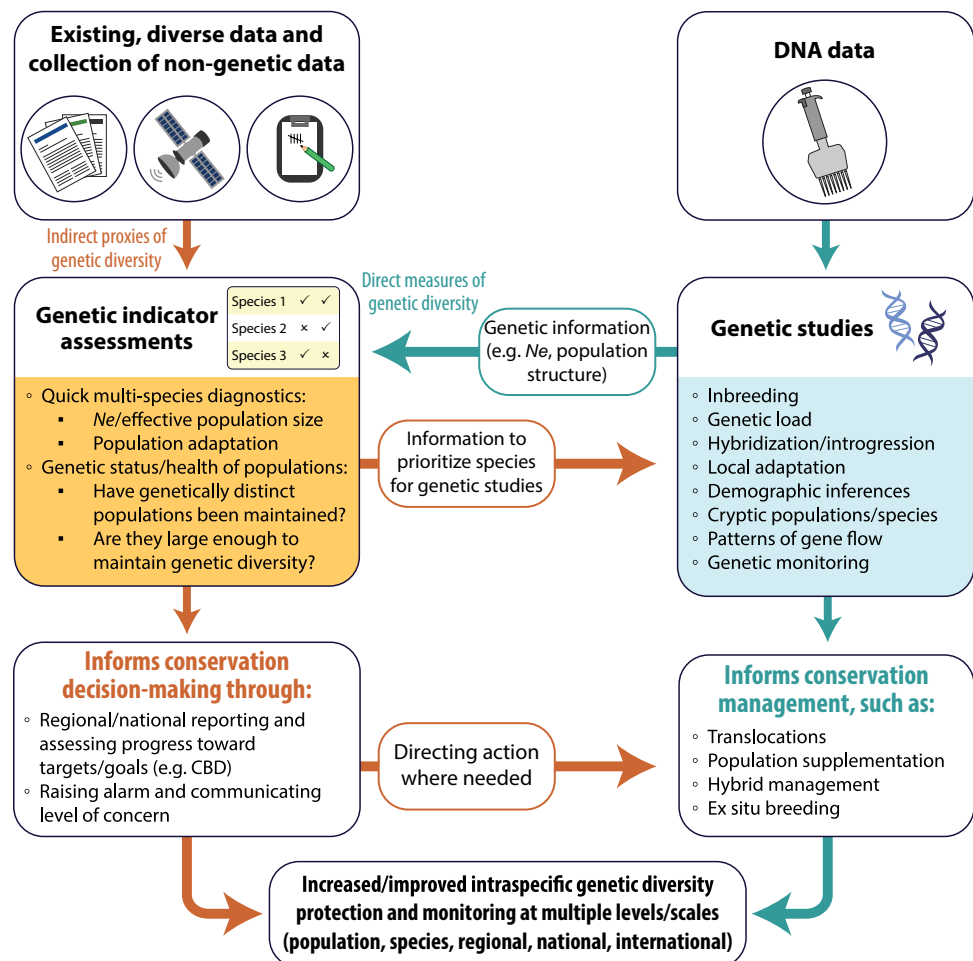 Existing, diverse data and
collection of non-genetic data
DNA data
Indirect proxies of
genetic diversity
Direct measures of
genetic diversity
Genetic indicator
assessments
Species 1 ✓ ✓
Species 2 × ✓
Species 3 ✓ ×
Genetic information
(e.g. Ne, population
structure)
Genetic studies
◦ Quick multi-species diagnostics:
▪ Ne/effective population size
▪ Population adaptation
◦ Genetic status/health of populations:
▪ Have genetically distinct
populations been maintained?
▪ Are they large enough to
maintain genetic diversity?
Information to
prioritize species
for genetic studies
◦ Inbreeding
◦ Genetic load
◦ Hybridization/introgression
◦ Local adaptation
◦ Demographic inferences
◦ Cryptic populations/species
◦ Patterns of gene flow
◦ Genetic monitoring
Informs conservation
decision-making through:
◦ Regional/national reporting and
assessing progress toward
targets/goals (e.g. CBD)
◦ Raising alarm and communicating
level of concern
Directing action
where needed
Informs conservation
management, such as:
◦ Translocations
◦ Population supplementation
◦ Hybrid management
◦ Ex situ breeding
Increased/improved intraspecific genetic diversity
protection and monitoring at multiple levels/scales
(population, species, regional, national, international)